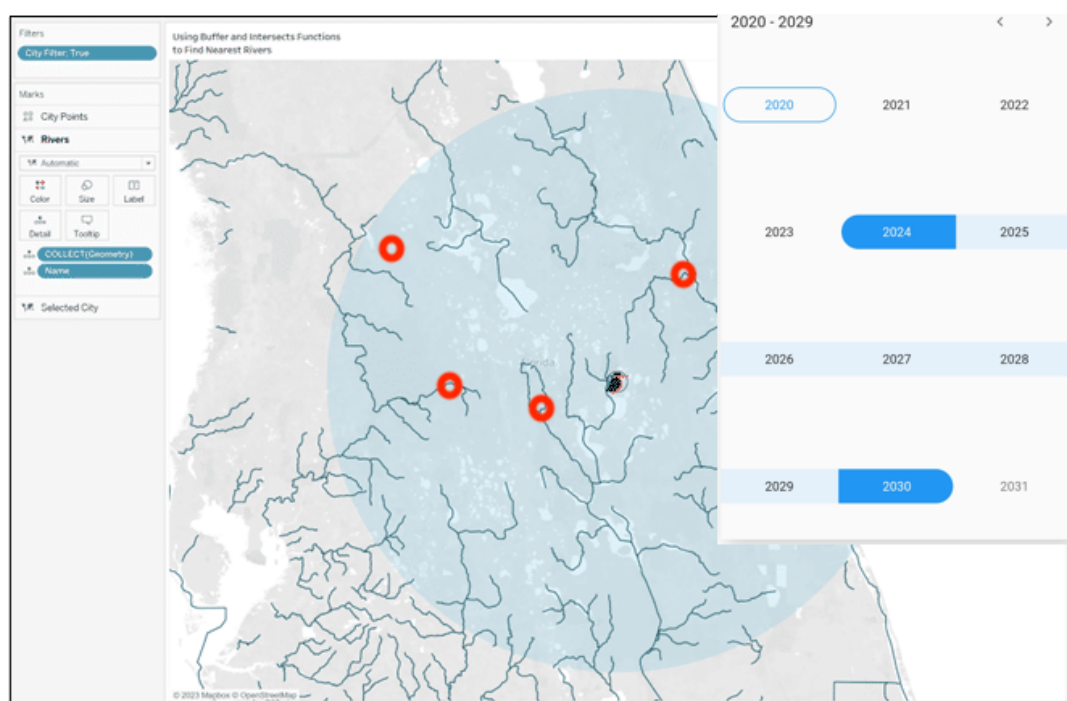 Filters
City Filter: True
Marks
City Points
Rivers
Automatic
Color
Size
Label
Detail
Tooltip
COLLECT(Geometry)
Name
Selected City
Using Buffer and Intersects Functions
to Find Nearest Rivers
Florida
© 2023 Mapbox © OpenStreetMap
2020 - 2029
< >
2020 2021 2022
2023 2024 2025
2026 2027 2028
2029 2030 2031